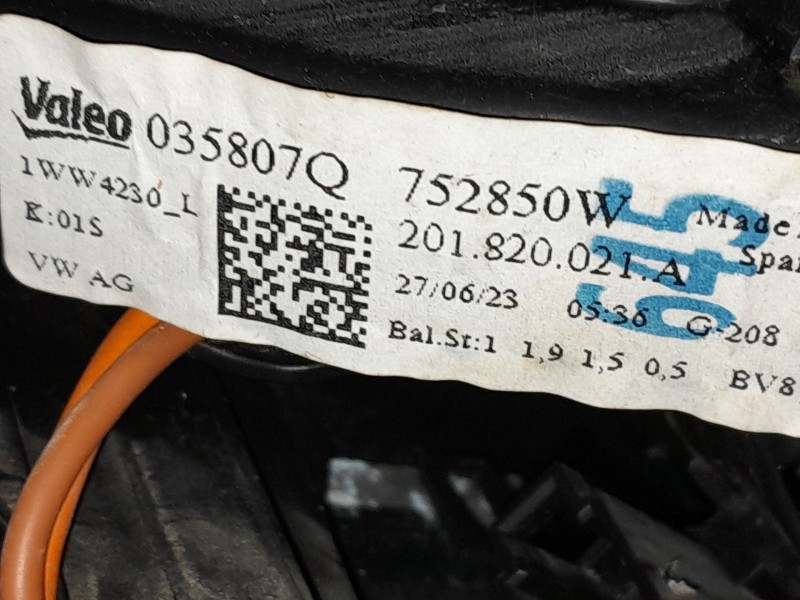 Valeo 035807Q 752850W Made
1WW4230_L 201.820.021.A Spa
K:01S 27/06/23 05:36 G-208
VW AG Bal.St:1 1,9 1,5 0,5 BV8
546